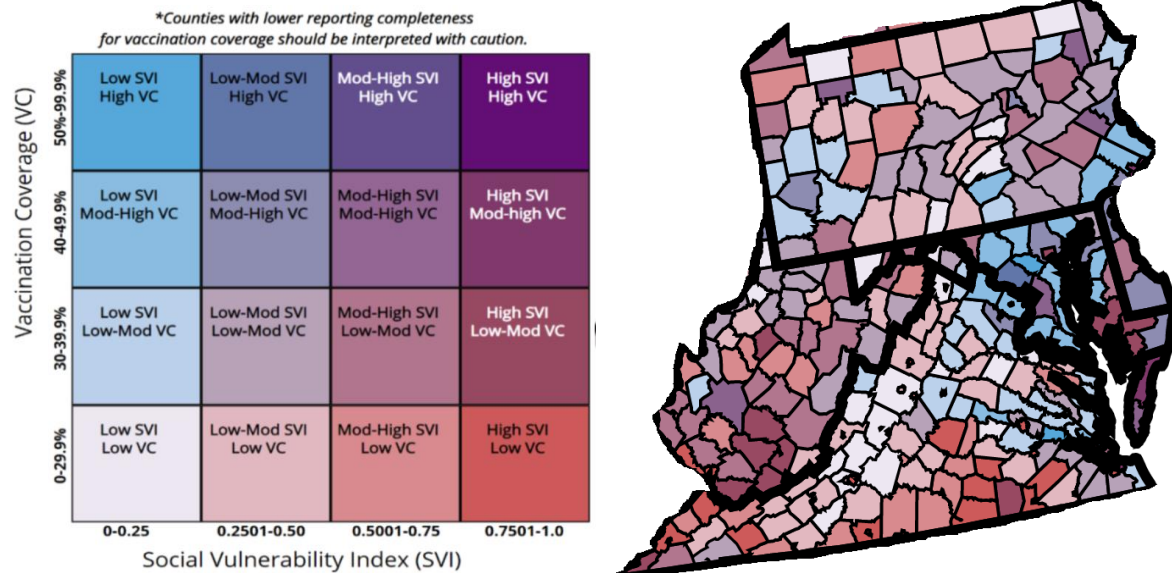 *Counties with lower reporting completeness
for vaccination coverage should be interpreted with caution.
Vaccination Coverage (VC)
50%-99.9%
Low SVI
High VC
Low-Mod SVI
High VC
Mod-High SVI
High VC
High SVI
High VC
40-49.9%
Low SVI
Mod-High VC
Low-Mod SVI
Mod-High VC
Mod-High SVI
Mod-High VC
High SVI
Mod-high VC
30-39.9%
Low SVI
Low-Mod VC
Low-Mod SVI
Low-Mod VC
Mod-High SVI
Low-Mod VC
High SVI
Low-Mod VC
0-29.9%
Low SVI
Low VC
Low-Mod SVI
Low VC
Mod-High SVI
Low VC
High SVI
Low VC
0-0.25
0.2501-0.50
0.5001-0.75
0.7501-1.0
Social Vulnerability Index (SVI)